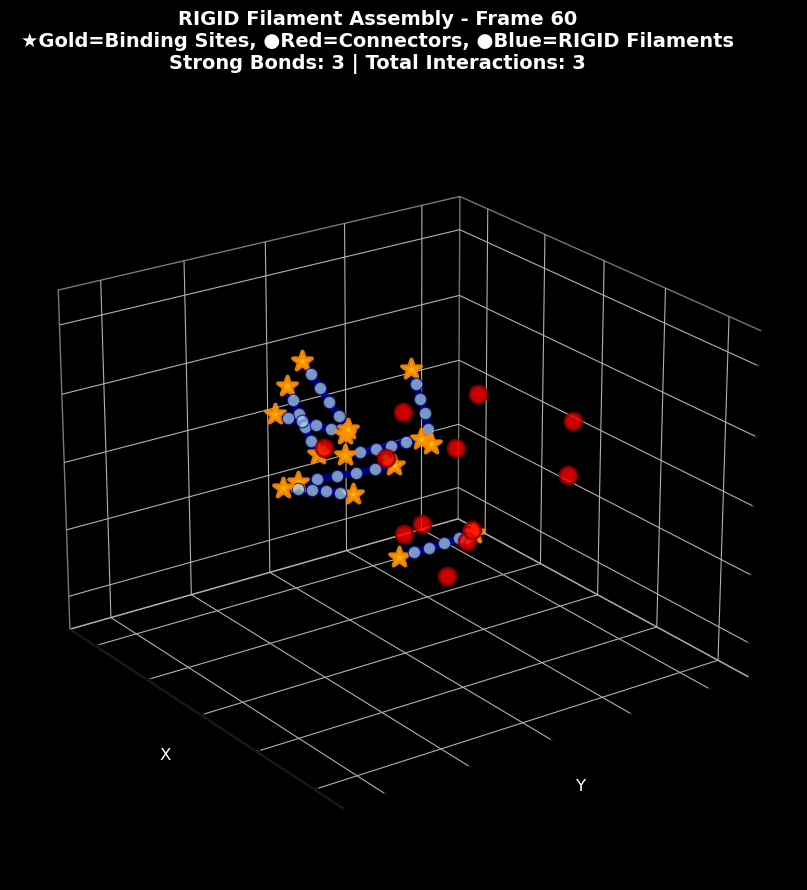 RIGID Filament Assembly - Frame 60
★Gold=Binding Sites, ●Red=Connectors, ●Blue=RIGID Filaments
Strong Bonds: 3 | Total Interactions: 3
X
Y